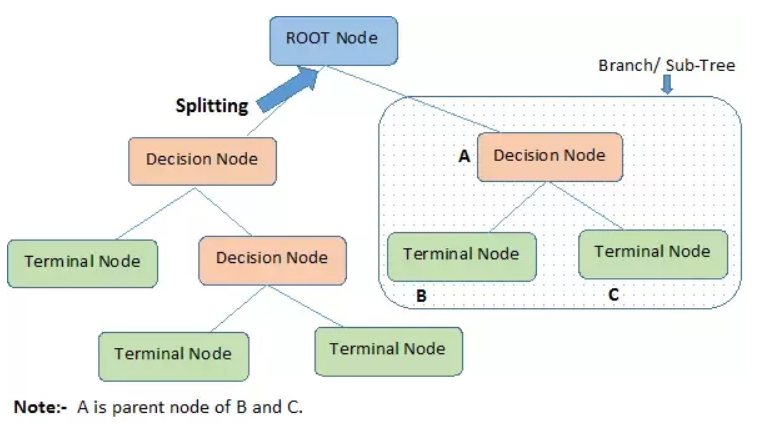 ROOT Node
Branch/ Sub-Tree
Splitting
Decision Node
A Decision Node
Terminal Node
Decision Node
Terminal Node
Terminal Node
B
C
Terminal Node
Terminal Node
Note:- A is parent node of B and C.